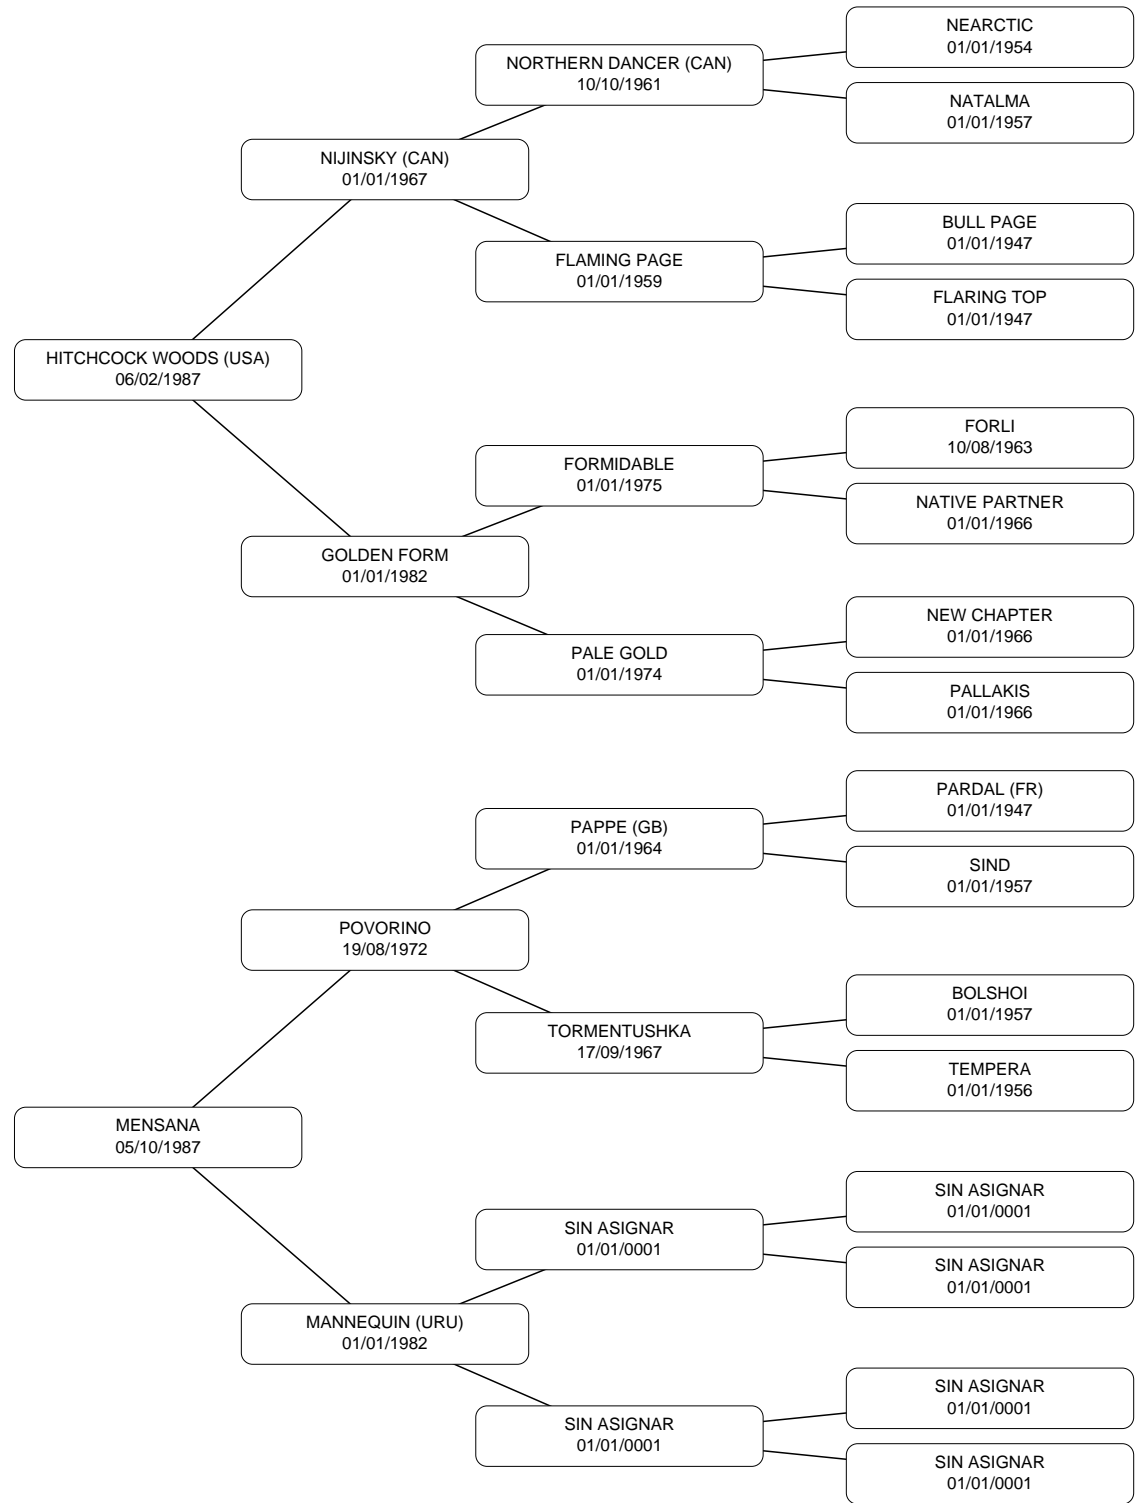 NEARCTIC
01/01/1954
NORTHERN DANCER (CAN)
10/10/1961
NATALMA
01/01/1957
NIJINSKY (CAN)
01/01/1967
BULL PAGE
01/01/1947
FLAMING PAGE
01/01/1959
FLARING TOP
01/01/1947
HITCHCOCK WOODS (USA)
06/02/1987
FORLI
10/08/1963
FORMIDABLE
01/01/1975
NATIVE PARTNER
01/01/1966
GOLDEN FORM
01/01/1982
NEW CHAPTER
01/01/1966
PALE GOLD
01/01/1974
PALLAKIS
01/01/1966
PARDAL (FR)
01/01/1947
PAPPE (GB)
01/01/1964
SIND
01/01/1957
POVORINO
19/08/1972
BOLSHOI
01/01/1957
TORMENTUSHKA
17/09/1967
TEMPERA
01/01/1956
MENSANA
05/10/1987
SIN ASIGNAR
01/01/0001
SIN ASIGNAR
01/01/0001
SIN ASIGNAR
01/01/0001
MANNEQUIN (URU)
01/01/1982
SIN ASIGNAR
01/01/0001
SIN ASIGNAR
01/01/0001
SIN ASIGNAR
01/01/0001